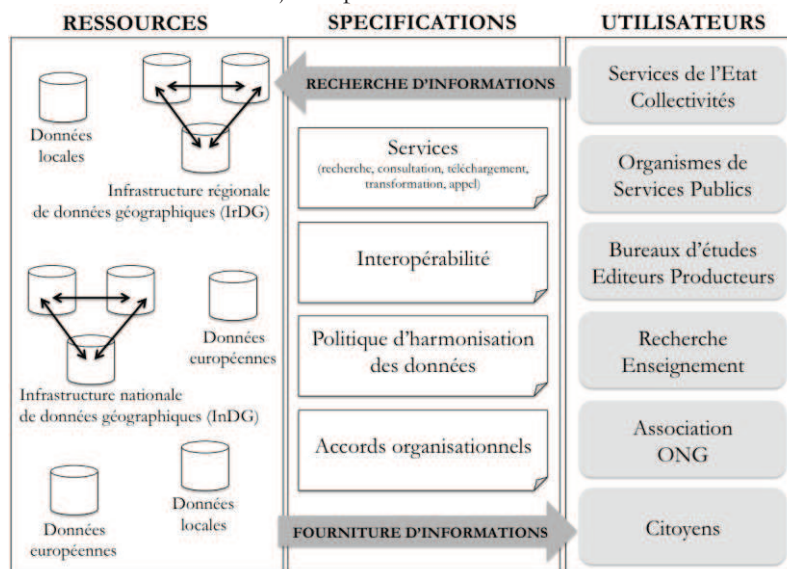 RESSOURCES
Données
locales
Infrastructure régionale
de données géographiques (IrDG)
Données
européennes
Infrastructure nationale
de données géographiques (InDG)
Données
locales
Données
européennes
SPECIFICATIONS
RECHERCHE D'INFORMATIONS
Services
(recherche, consultation, téléchargement,
transformation, appel)
Interopérabilité
Politique d'harmonisation
des données
Accords organisationnels
FOURNITURE D'INFORMATIONS
UTILISATEURS
Services de l'Etat
Collectivités
Organismes de
Services Publics
Bureaux d'études
Editeurs Producteurs
Recherche
Enseignement
Association
ONG
Citoyens